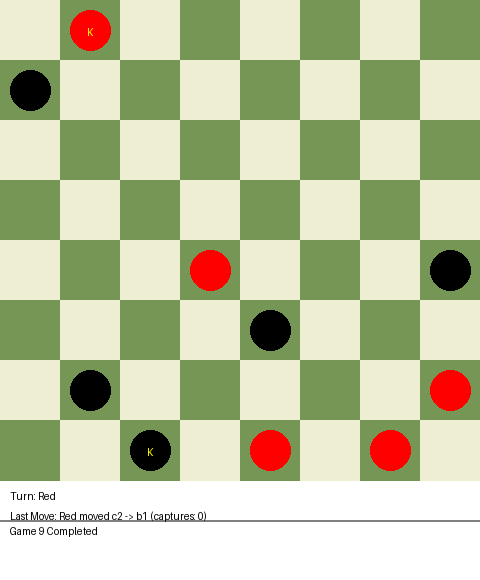 K
K
Turn: Red
Last Move: Red moved c2 -> b1 (captures: 0)
Game 9 Completed